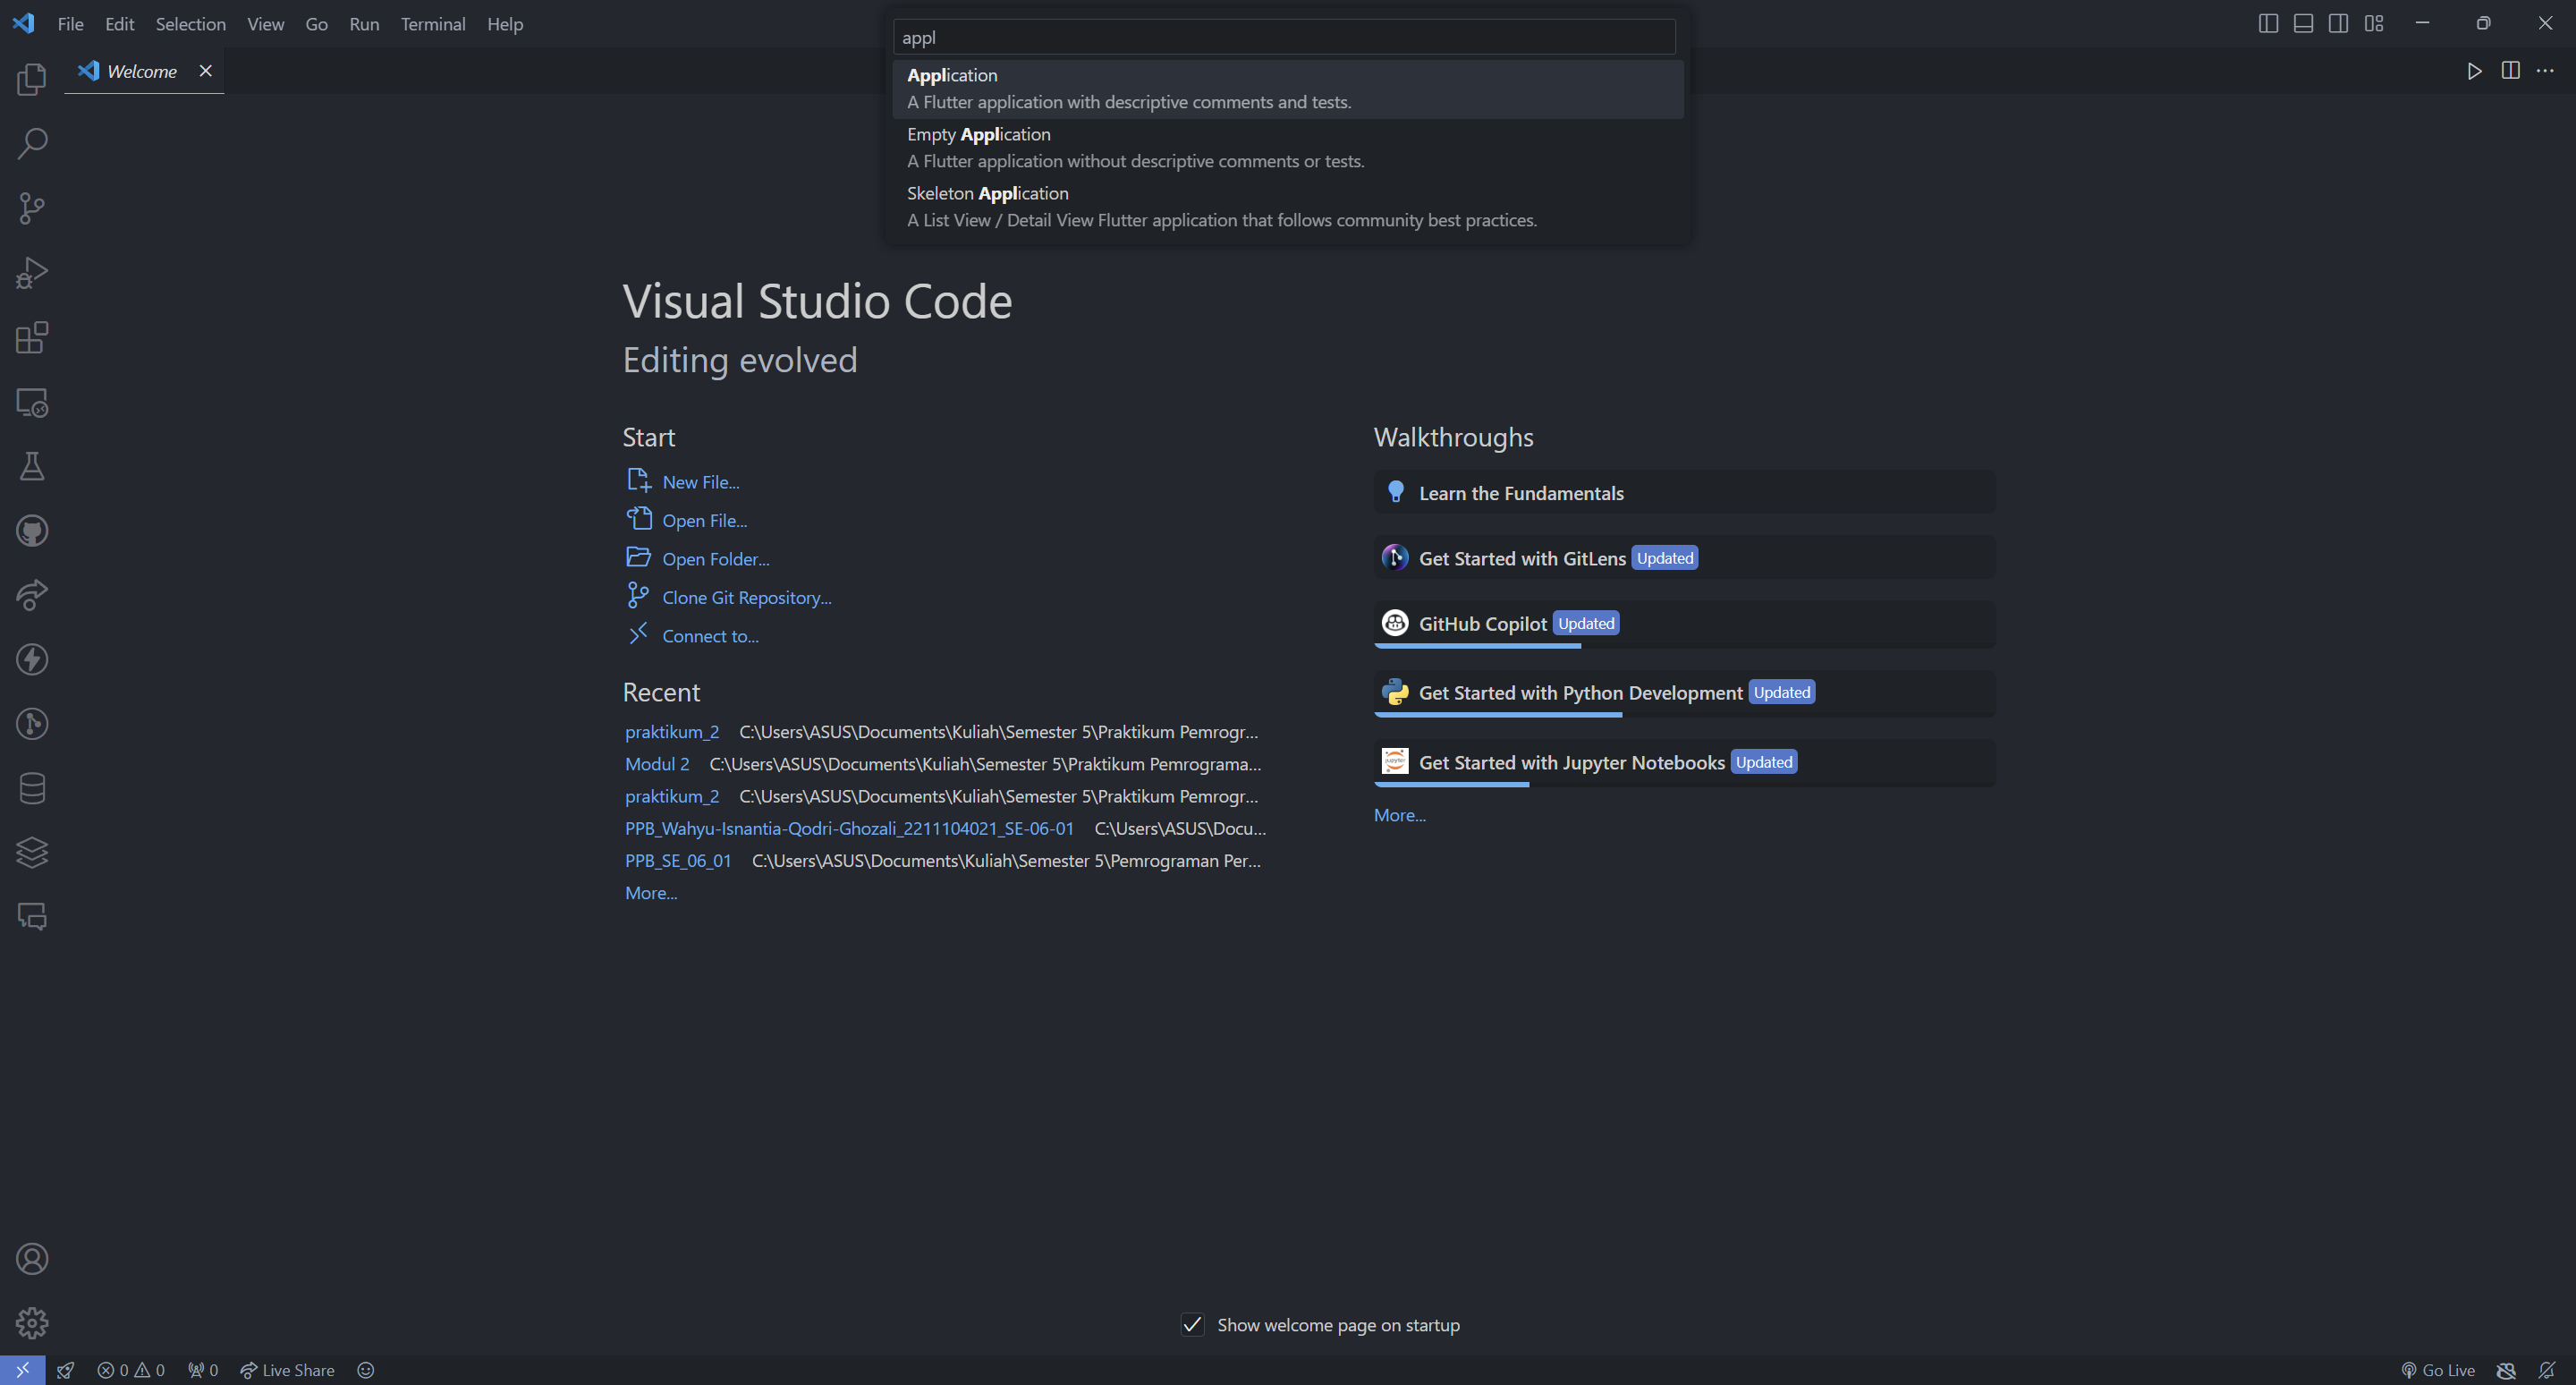 File Edit Selection View Go Run Terminal Help
appl
Welcome
Application
A Flutter application with descriptive comments and tests.
Empty Application
A Flutter application without descriptive comments or tests.
Skeleton Application
A List View / Detail View Flutter application that follows community best practices.
Visual Studio Code
Editing evolved
Start
New File...
Open File...
Open Folder...
Clone Git Repository...
Connect to...
Recent
praktikum_2 C:\Users\ASUS\Documents\Kuliah\Semester 5\Praktikum Pemrogr...
Modul 2 C:\Users\ASUS\Documents\Kuliah\Semester 5\Praktikum Pemrograma...
praktikum_2 C:\Users\ASUS\Documents\Kuliah\Semester 5\Praktikum Pemrogr...
PPB_Wahyu-Isnantia-Qodri-Ghozali_2211104021_SE-06-01 C:\Users\ASUS\Docu...
PPB_SE_06_01 C:\Users\ASUS\Documents\Kuliah\Semester 5\Pemrograman Per...
More...
Walkthroughs
Learn the Fundamentals
Get Started with GitLens Updated
GitHub Copilot Updated
Get Started with Python Development Updated
jupyter Get Started with Jupyter Notebooks Updated
More...
Show welcome page on startup
0 0 0 Live Share Go Live